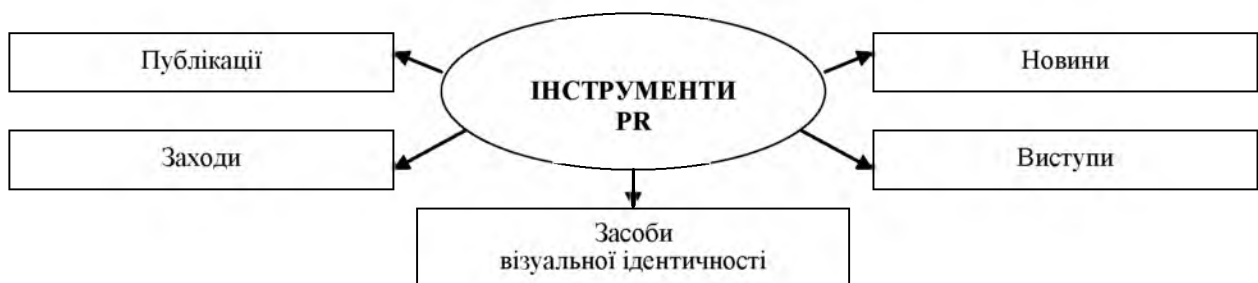 Публікації
ІНСТРУМЕНТИ
PR
Новини
Заходи
Виступи
Засоби
візуальної ідентичності